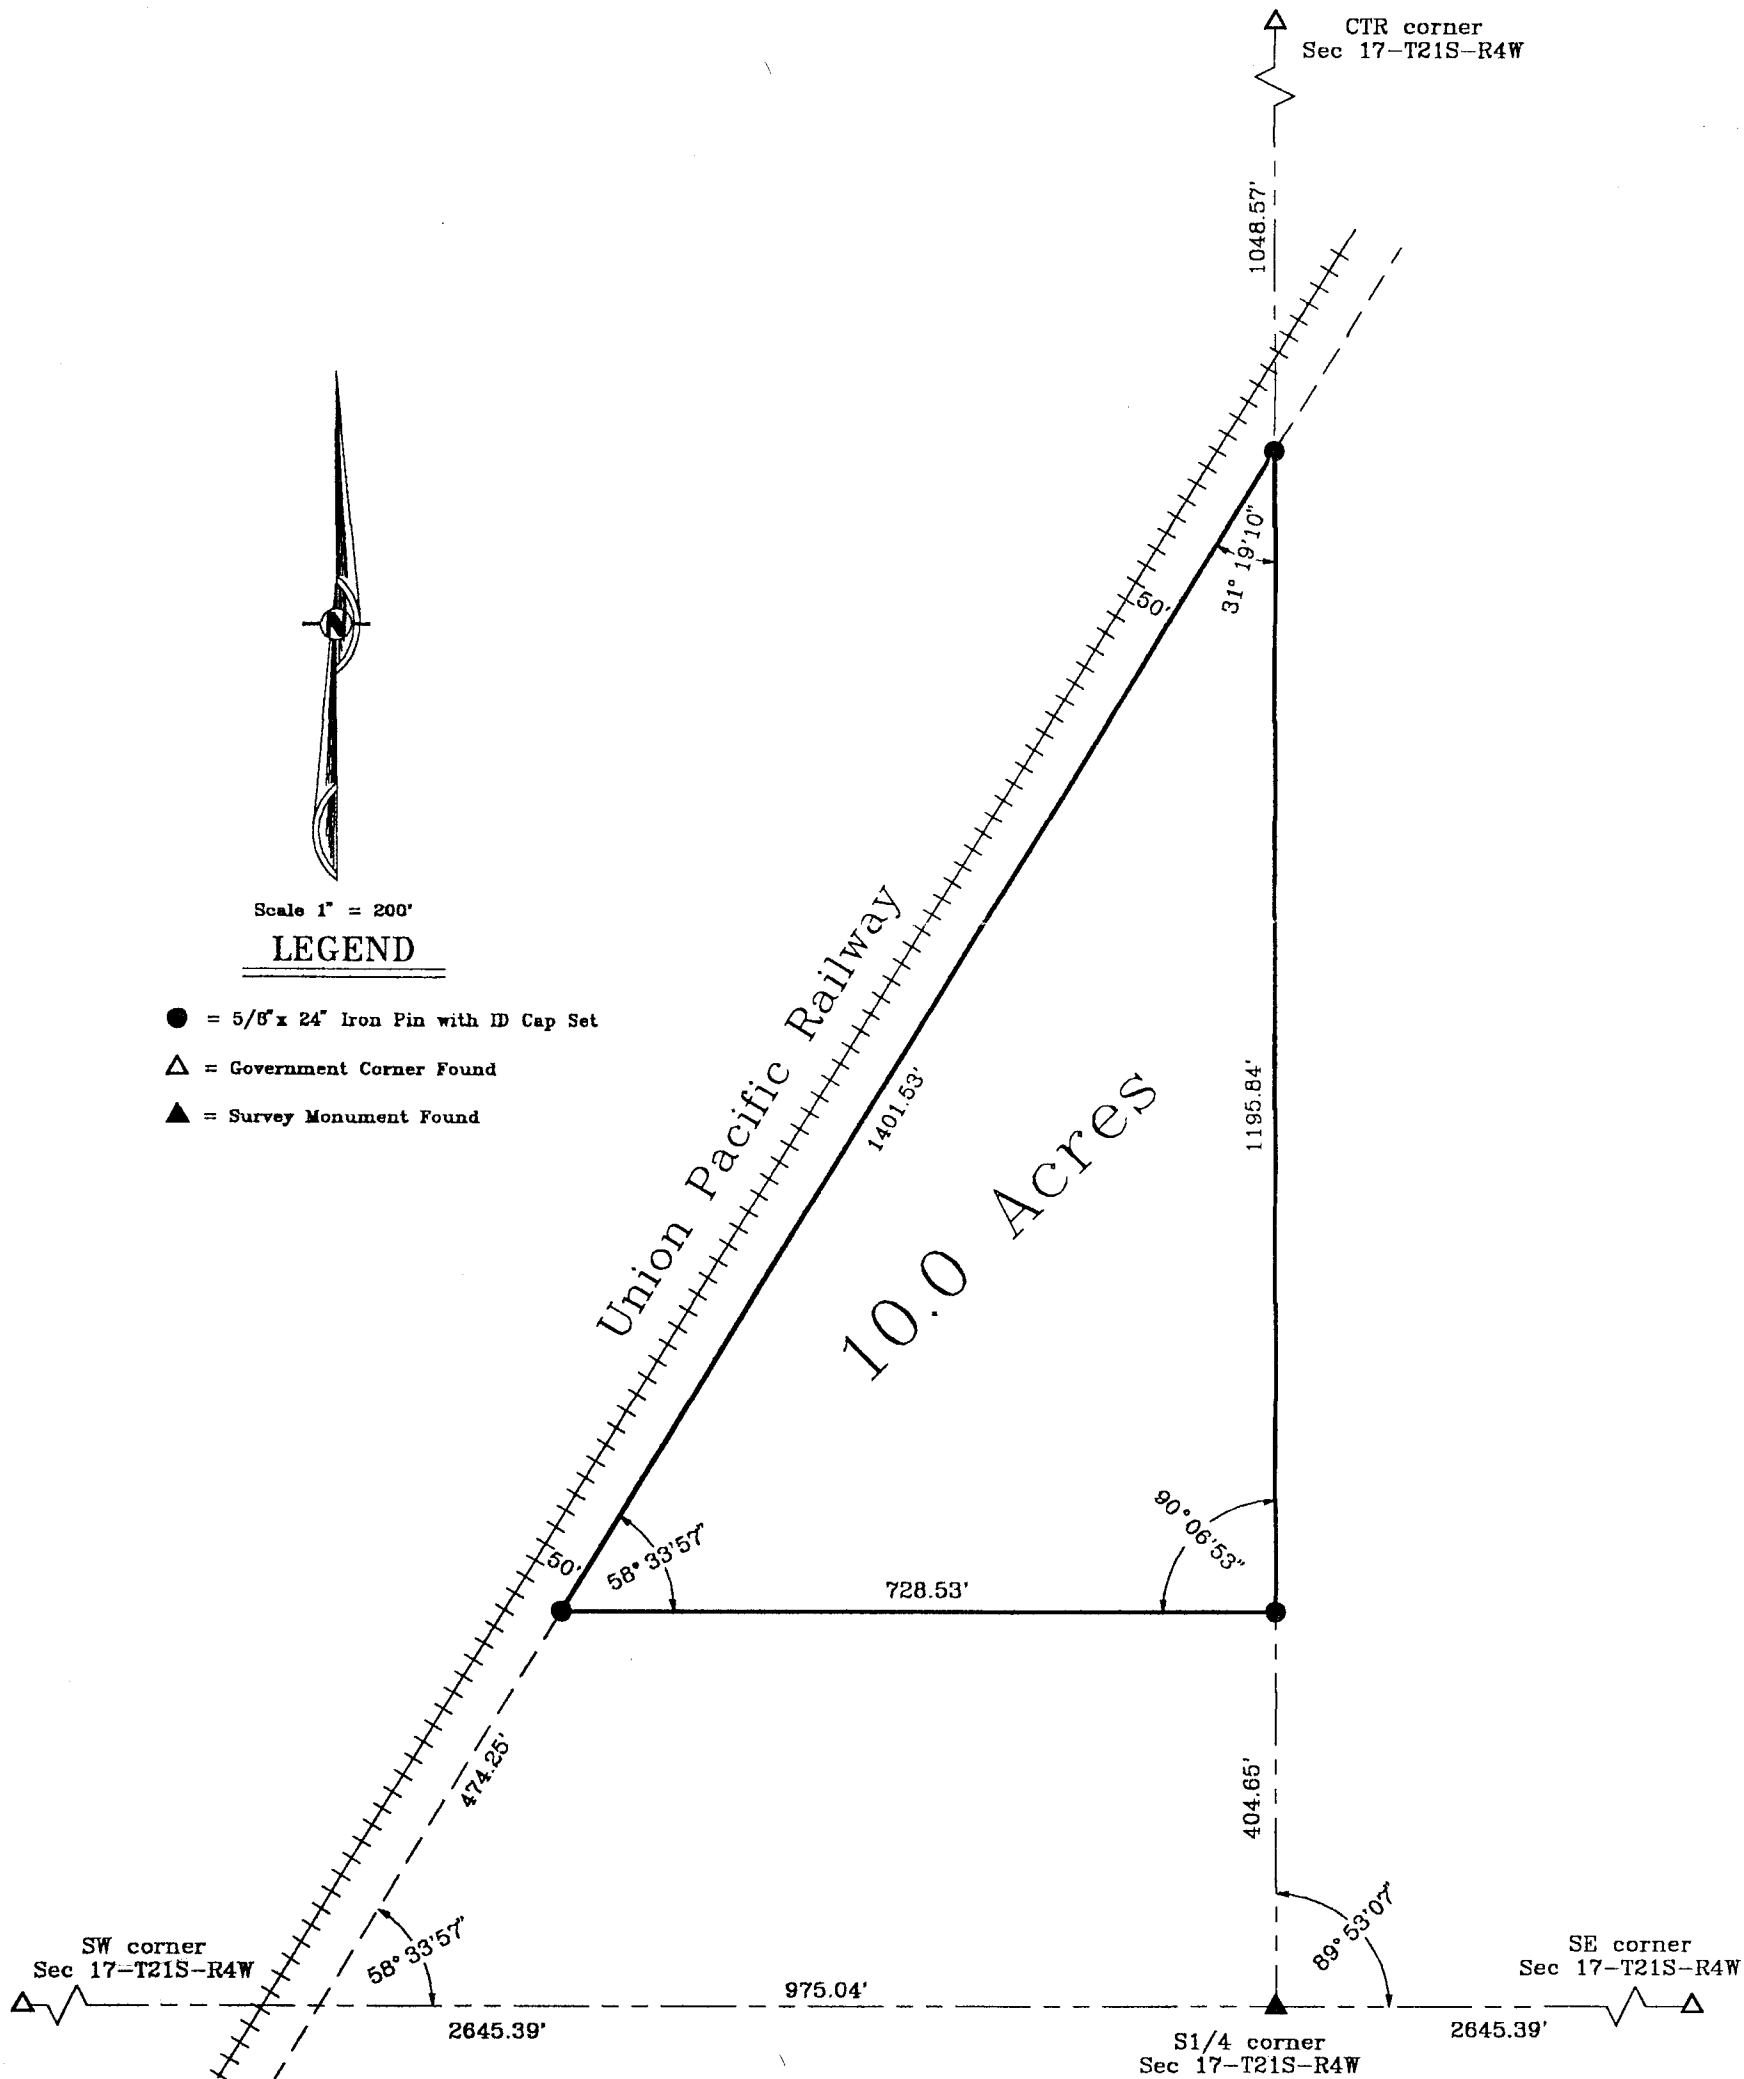 CTR corner
Sec 17-T21S-R4W
1048.57'
31° 19'10"
50'
N
Scale 1" = 200'
LEGEND
= 5/8"x 24" Iron Pin with ID Cap Set
= Government Corner Found
= Survey Monument Found
Union Pacific Railway
1401.53'
10.0 Acres
1195.84'
90°06'53"
50'
58° 33'57"
728.53'
474.25'
404.65'
58° 33'57"
89° 53'07"
SW corner
Sec 17-T21S-R4W
SE corner
Sec 17-T21S-R4W
975.04'
2645.39'
2645.39'
S1/4 corner
Sec 17-T21S-R4W